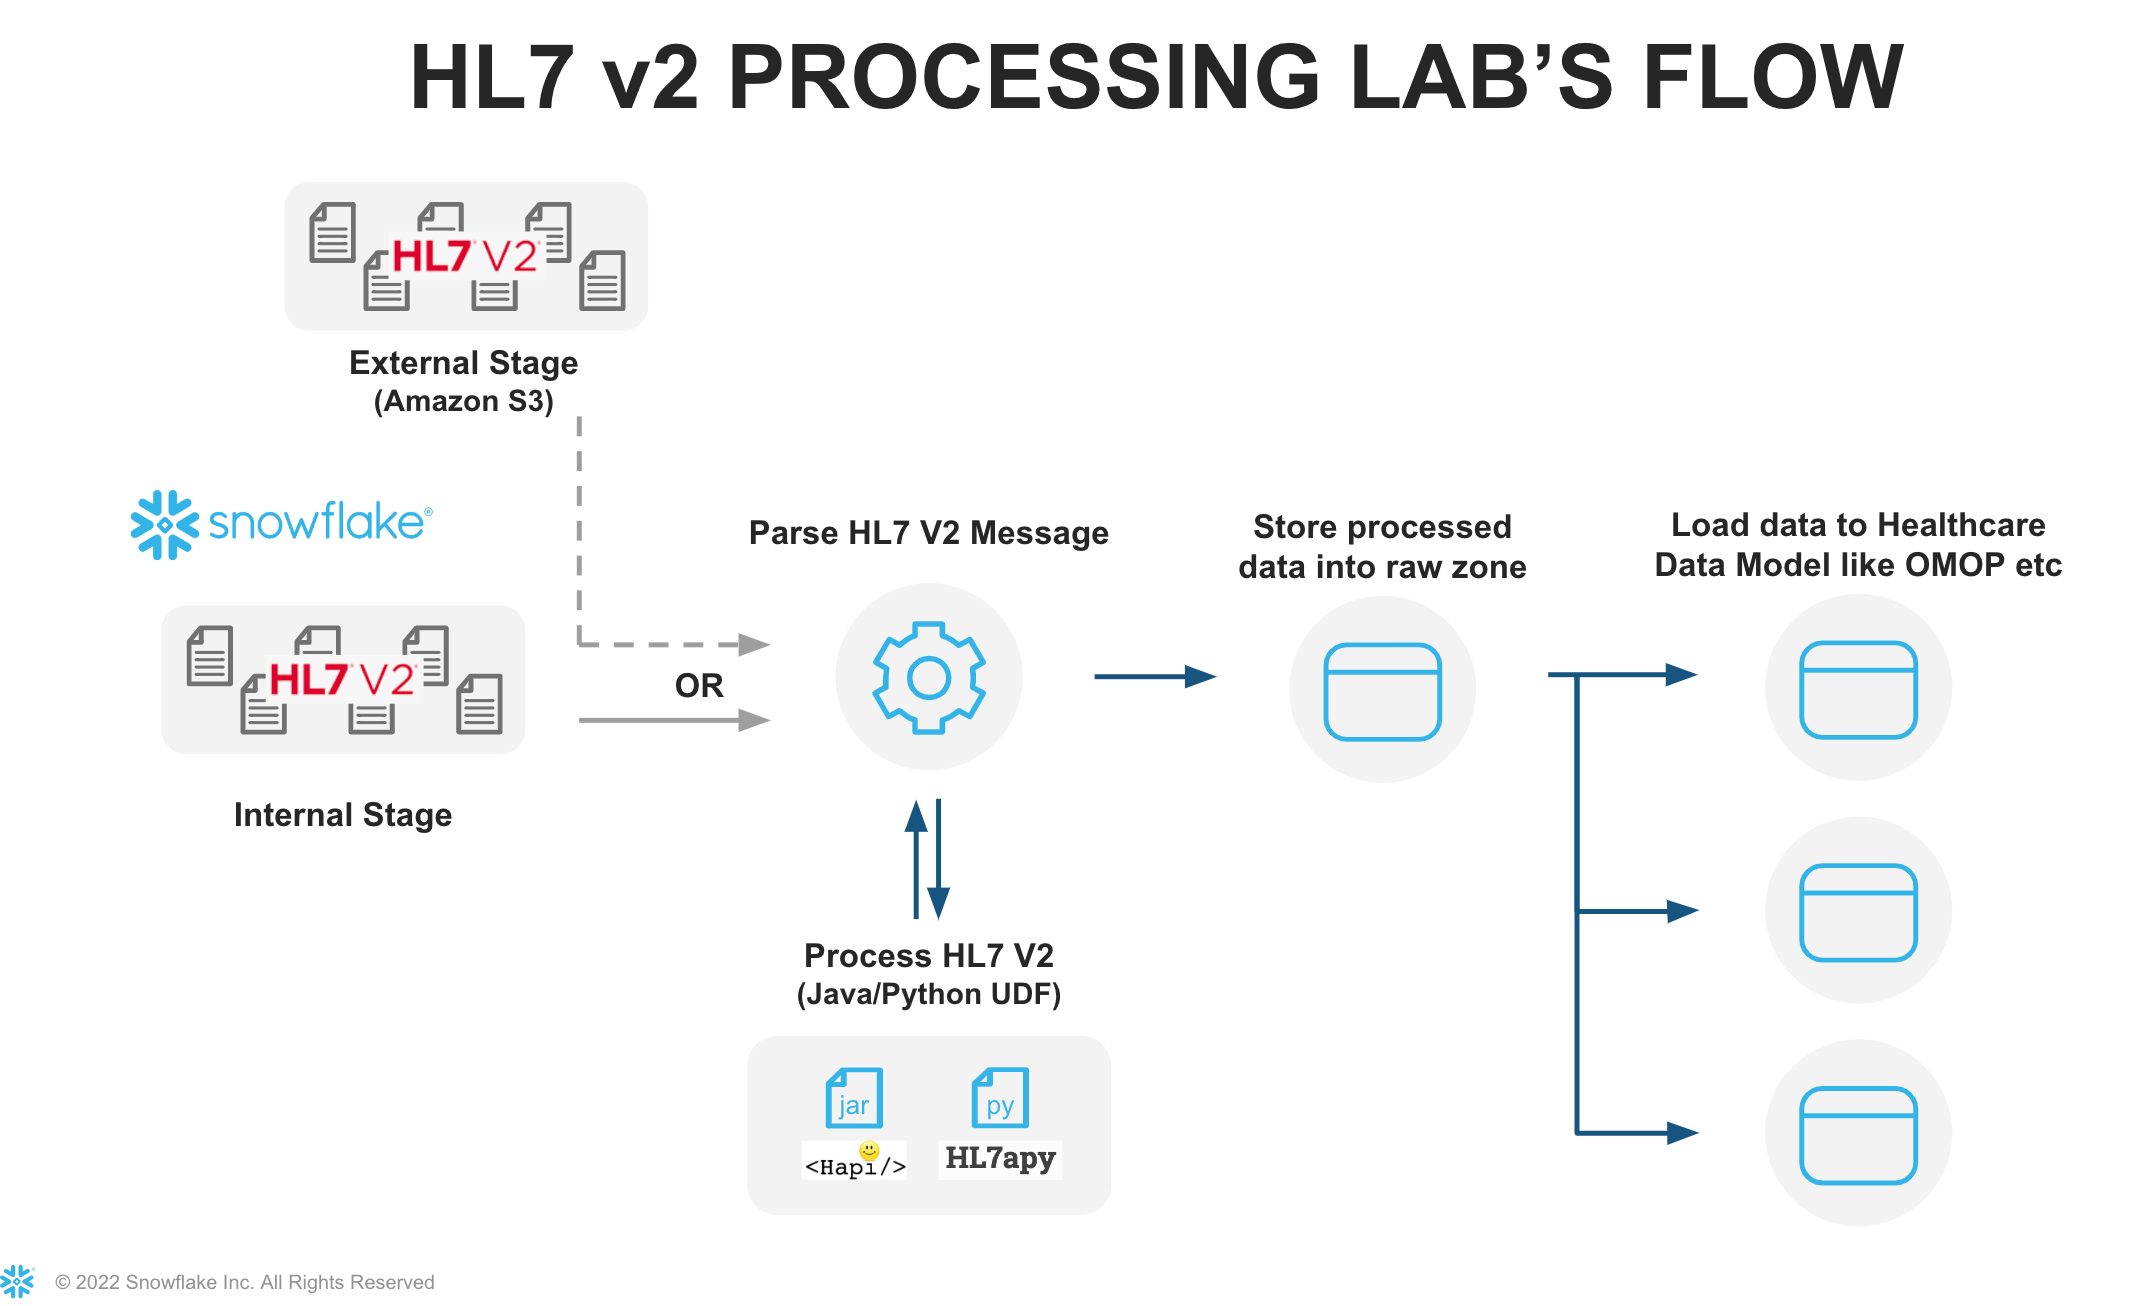 HL7 v2 PROCESSING LAB’S FLOW
HL7® V2®
External Stage
(Amazon S3)
snowflake®
HL7® V2®
Internal Stage
OR
Parse HL7 V2 Message
Process HL7 V2
(Java/Python UDF)
jar
py
<Hapi/>
HL7apy
Store processed
data into raw zone
Load data to Healthcare
Data Model like OMOP etc
© 2022 Snowflake Inc. All Rights Reserved